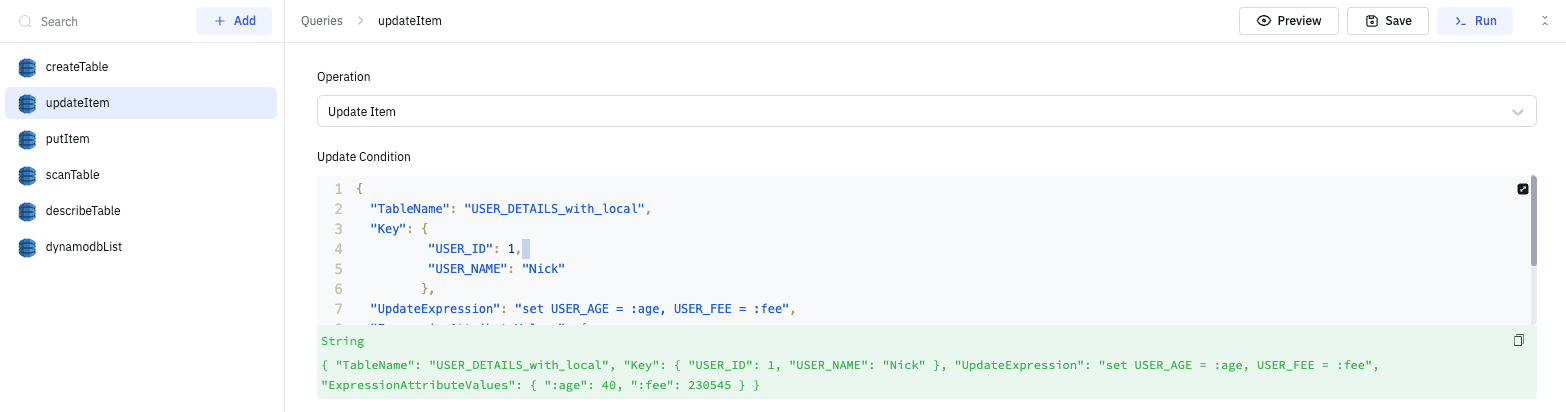 Search
+ Add
Queries > updateItem
Preview
Save
Run
createTable
updateItem
putItem
scanTable
describeTable
dynamodbList
Operation
Update Item
Update Condition
1 {
2 "TableName": "USER_DETAILS_with_local",
3 "Key": {
4 "USER_ID": 1,
5 "USER_NAME": "Nick"
6 },
7 "UpdateExpression": "set USER_AGE = :age, USER_FEE = :fee",
String
{ "TableName": "USER_DETAILS_with_local", "Key": { "USER_ID": 1, "USER_NAME": "Nick" }, "UpdateExpression": "set USER_AGE = :age, USER_FEE = :fee",
"ExpressionAttributeValues": { ":age": 40, ":fee": 230545 } }